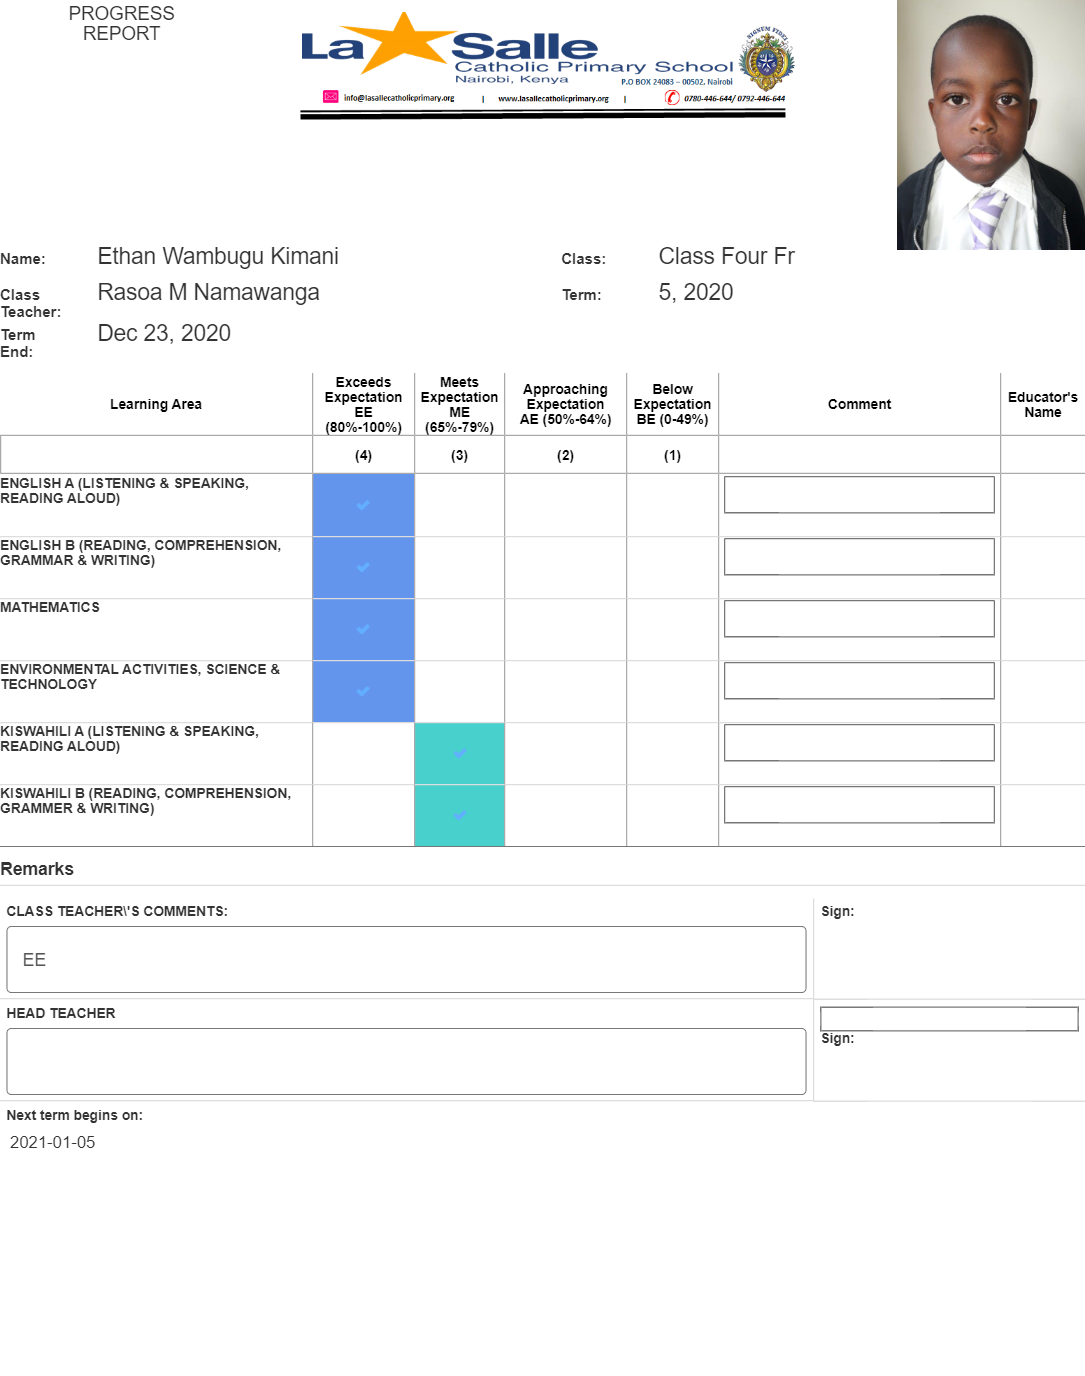 PROGRESS
REPORT
La Salle
Catholic Primary School
Nairobi, Kenya
P.O BOX 24083 – 00502. Nairobi
SIGNUM FIDEI
info@lasallecatholicprimary.org | www.lasallecatholicprimary.org | 0780-446-644/ 0792-446-644
Name: Ethan Wambugu Kimani Class: Class Four Fr
Class Teacher: Rasoa M Namawanga Term: 5, 2020
Term End: Dec 23, 2020
Learning Area
Exceeds Expectation EE (80%-100%)
Meets Expectation ME (65%-79%)
Approaching Expectation AE (50%-64%)
Below Expectation BE (0-49%)
Comment
Educator's Name
(4) (3) (2) (1)
ENGLISH A (LISTENING & SPEAKING,
READING ALOUD)
ENGLISH B (READING, COMPREHENSION,
GRAMMAR & WRITING)
MATHEMATICS
ENVIRONMENTAL ACTIVITIES, SCIENCE &
TECHNOLOGY
KISWAHILI A (LISTENING & SPEAKING,
READING ALOUD)
KISWAHILI B (READING, COMPREHENSION,
GRAMMER & WRITING)
Remarks
CLASS TEACHER\'S COMMENTS: Sign:
EE
HEAD TEACHER
Sign:
Next term begins on:
2021-01-05